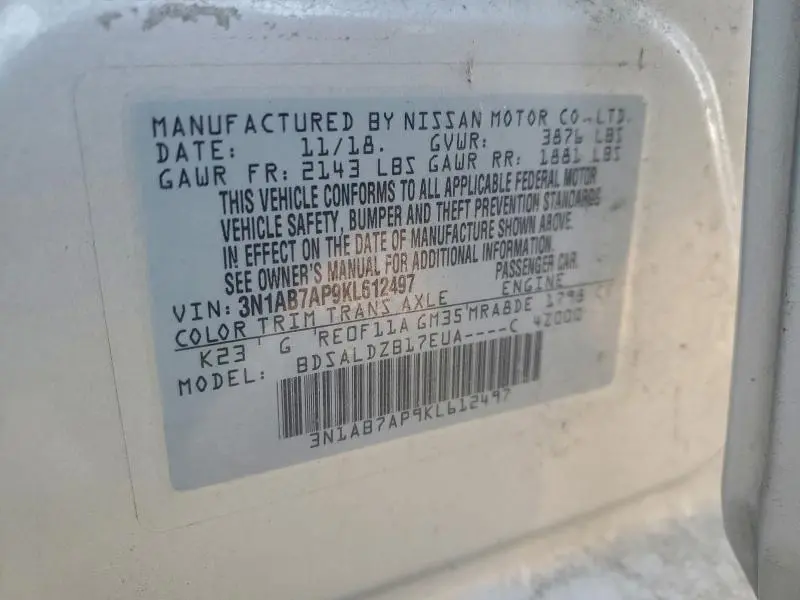 MANUFACTURED BY NISSAN MOTOR CO.,LTD.
DATE: 11/18. GVWR: 3876 LBS
GAWR FR: 2143 LBS GAWR RR: 1881 LBS
THIS VEHICLE CONFORMS TO ALL APPLICABLE FEDERAL MOTOR
VEHICLE SAFETY, BUMPER AND THEFT PREVENTION STANDARDS
IN EFFECT ON THE DATE OF MANUFACTURE SHOWN ABOVE.
SEE OWNER'S MANUAL FOR ADDITIONAL INFORMATION.
VIN: 3N1AB7AP9KL612497 PASSENGER CAR.
COLOR TRIM TRANS AXLE ENGINE
K23 G RE0F11A GM35 MRA8DE 1798 CC
MODEL: BDSALDZB17EUA----C 42000
3N1AB7AP9KL612497